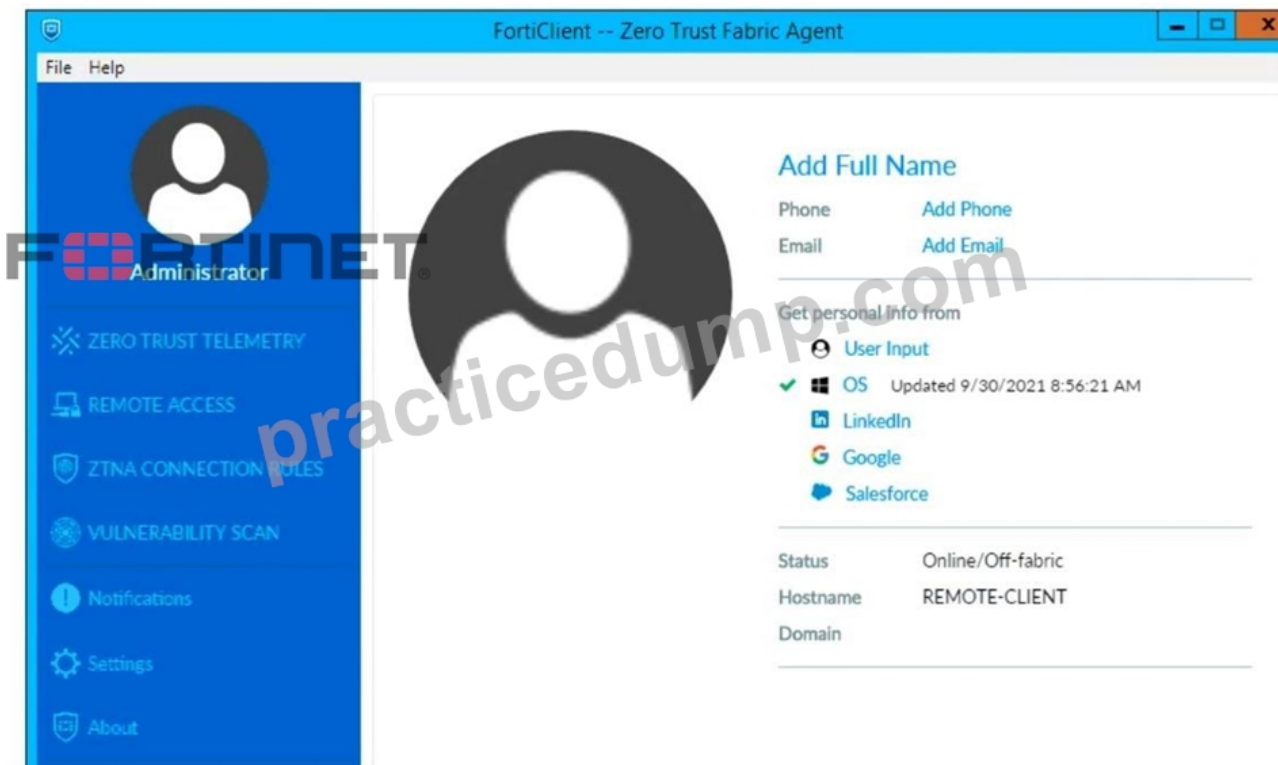 FortiClient -- Zero Trust Fabric Agent
File Help
FORTINET
Administrator
ZERO TRUST TELEMETRY
REMOTE ACCESS
ZTNA CONNECTION RULES
VULNERABILITY SCAN
Notifications
Settings
About
Add Full Name
Phone Add Phone
Email Add Email
Get personal info from
User Input
OS Updated 9/30/2021 8:56:21 AM
LinkedIn
Google
Salesforce
Status Online/Off-fabric
Hostname REMOTE-CLIENT
Domain
practicedump.com